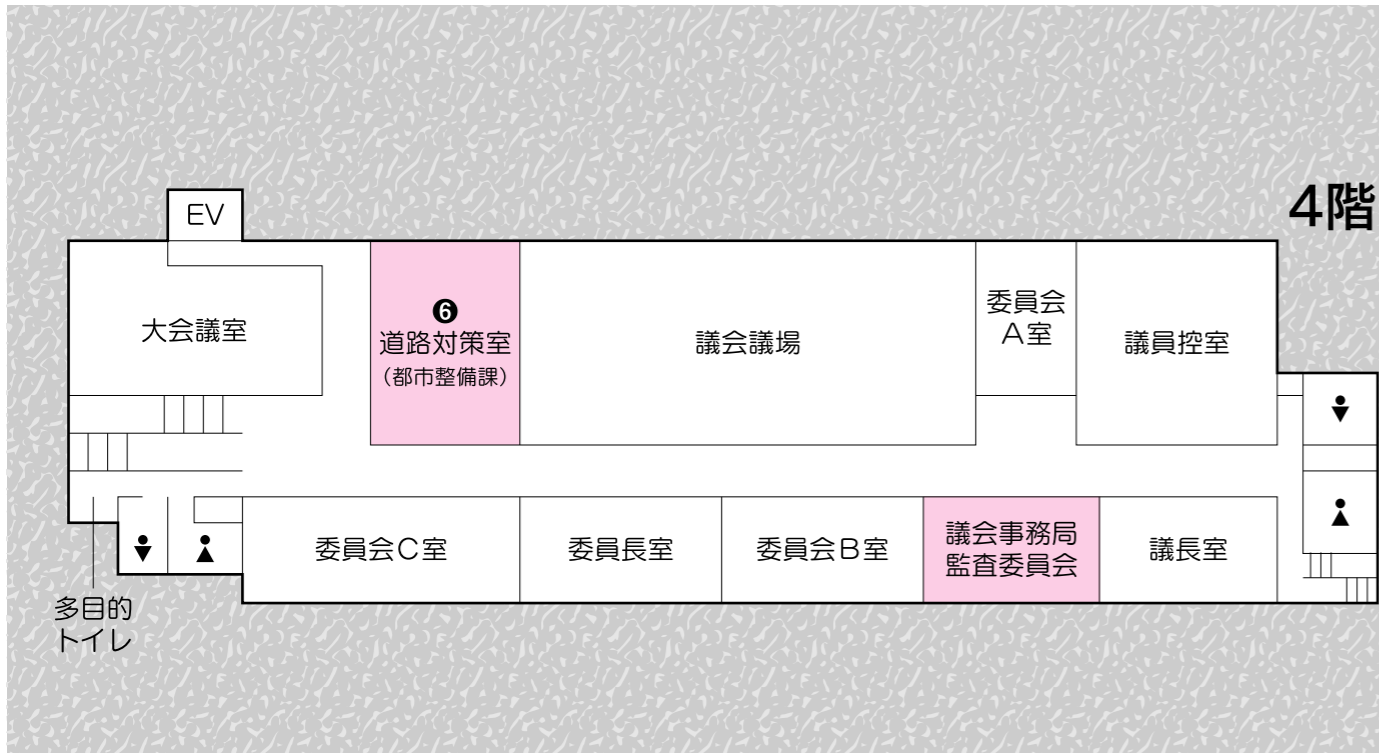 4階
EV
大会議室
❻
道路対策室
（都市整備課）
議会議場
委員会
A室
議員控室
委員会C室
委員長室
委員会B室
議会事務局
監査委員会
議長室
多目的
トイレ